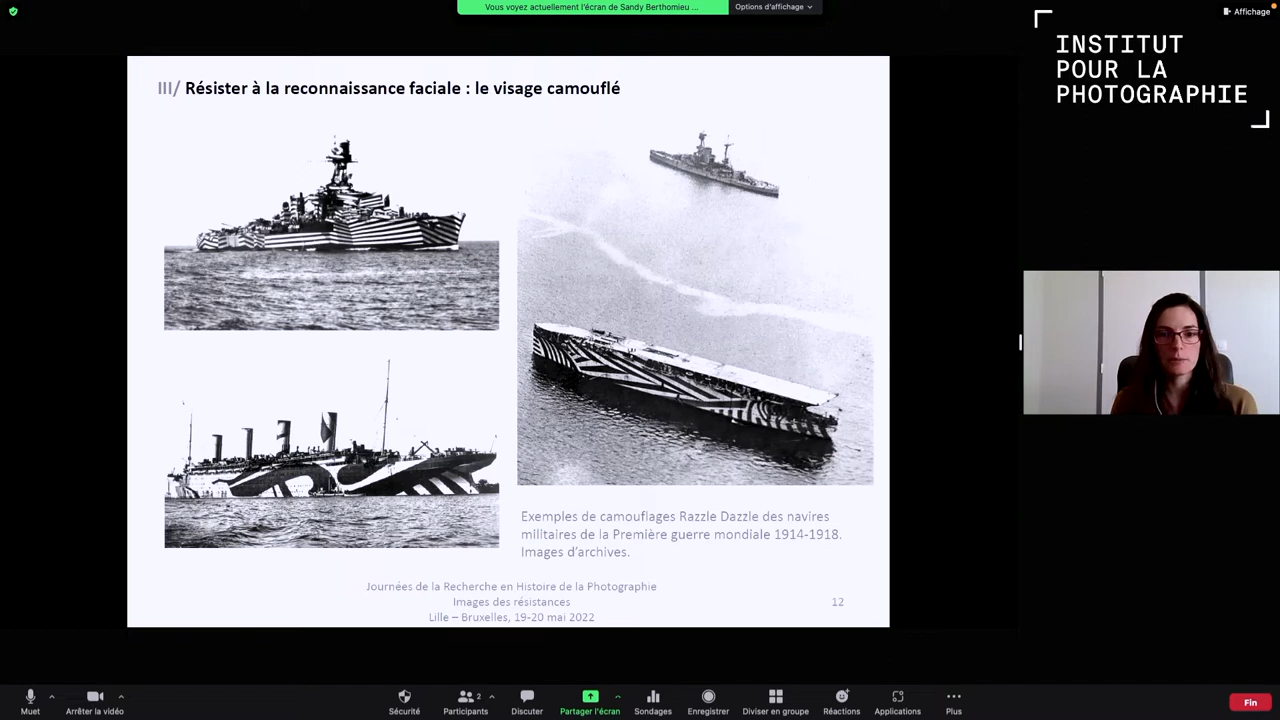 Vous voyez actuellement l'écran de Sandy Berthomieu ...
Options d'affichage
Affichage
INSTITUT
POUR LA
PHOTOGRAPHIE
III/ Résister à la reconnaissance faciale : le visage camouflé
Exemples de camouflages Razzle Dazzle des navires
militaires de la Première guerre mondiale 1914-1918.
Images d'archives.
Journées de la Recherche en Histoire de la Photographie
Images des résistances
12
Lille – Bruxelles, 19-20 mai 2022
Muet
Arrêter la vidéo
Sécurité
2
Participants
Discuter
Partager l'écran
Sondages
Enregistrer
Diviser en groupe
Réactions
Applications
Plus
Fin